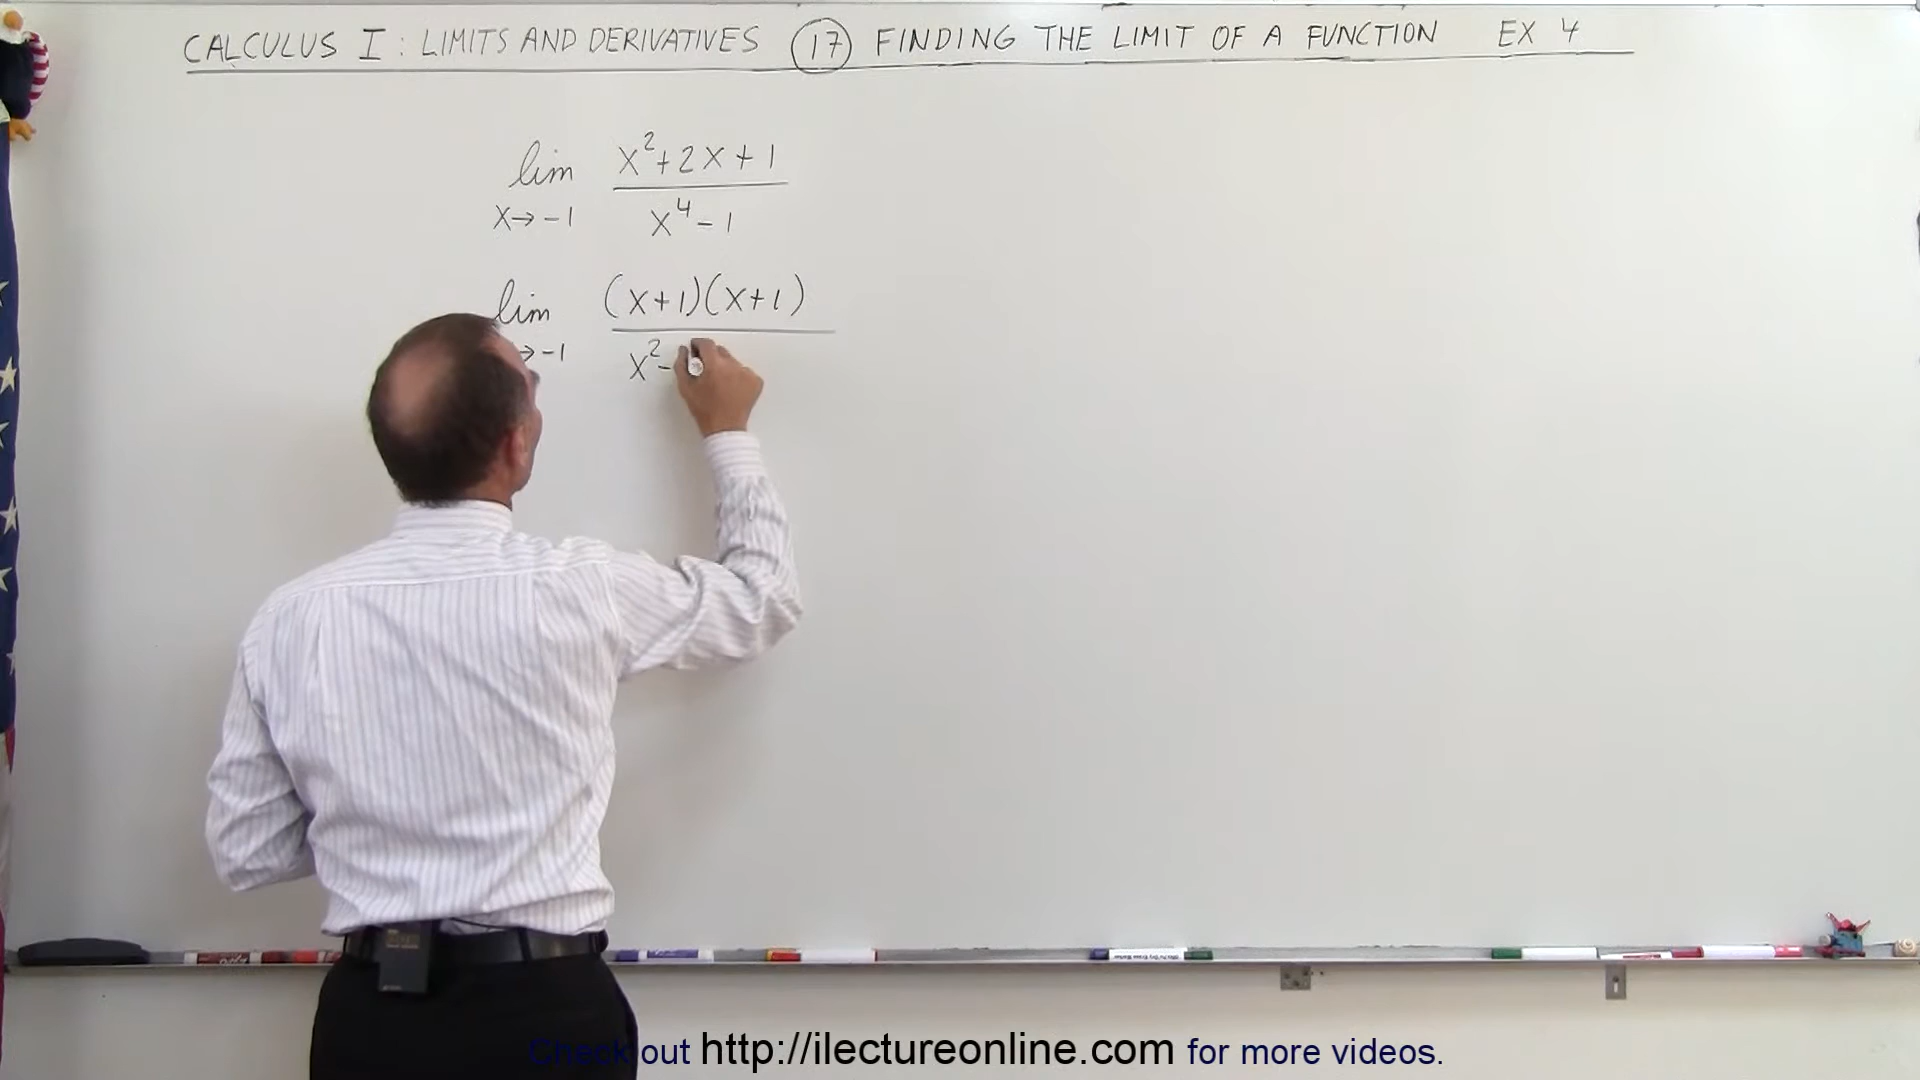 CALCULUS I: LIMITS AND DERIVATIVES 17 FINDING THE LIMIT OF A FUNCTION EX 4
lim x²+2x+1
x→-1 x⁴-1
lim (x+1)(x+1)
→-1 x²-
Check out http://ilectureonline.com for more videos.